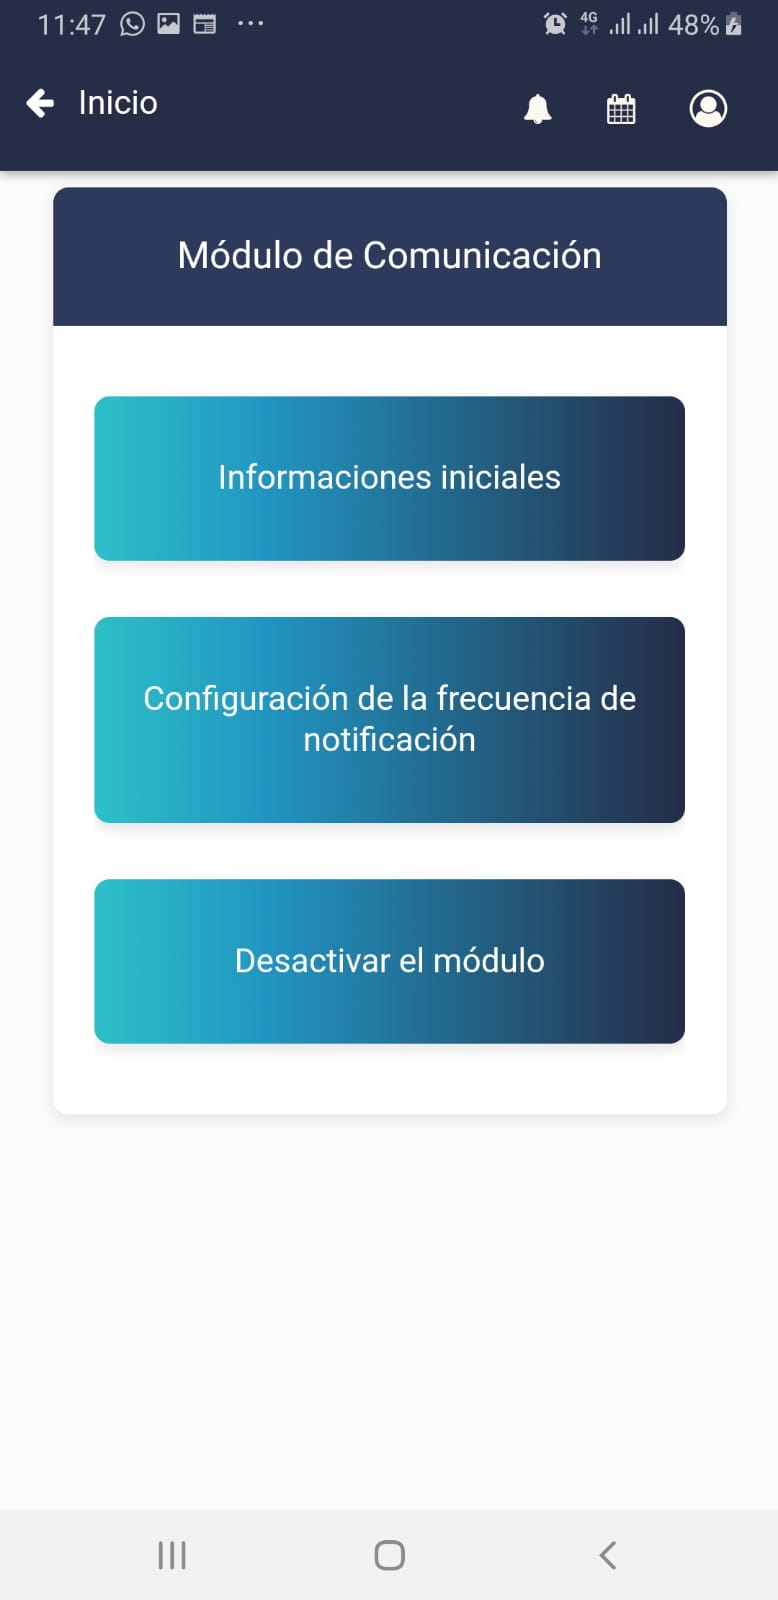 11:47
4G
48%
Inicio
Módulo de Comunicación
Informaciones iniciales
Configuración de la frecuencia de
notificación
Desactivar el módulo